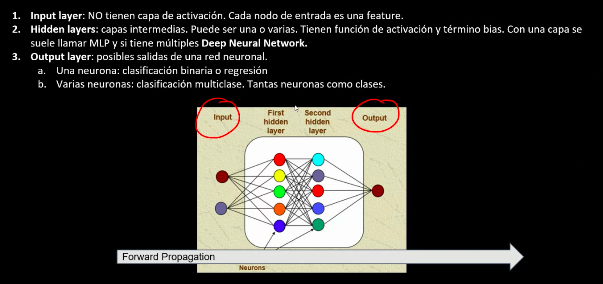 1. Input layer: NO tienen capa de activación. Cada nodo de entrada es una feature.
2. Hidden layers: capas intermedias. Puede ser una o varias. Tienen función de activación y término bias. Con una capa se
suele llamar MLP y si tiene múltiples Deep Neural Network.
3. Output layer: posibles salidas de una red neuronal.
a. Una neurona: clasificación binaria o regresión
b. Varias neuronas: clasificación multiclase. Tantas neuronas como clases.
Input
First
hidden
layer
Second
hidden
layer
Output
Forward Propagation
Neurons